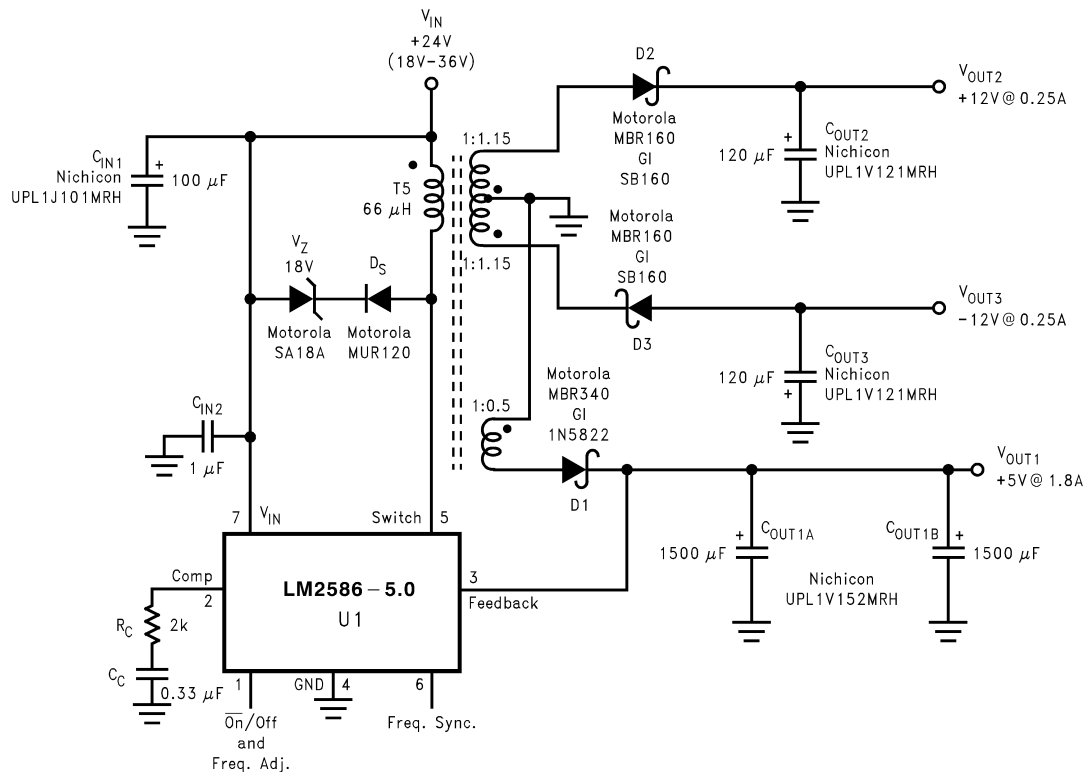 V_IN
+24V
(18V-36V)
C_IN1
Nichicon
UPL1J101MRH
+
100 μF
T5
66 μH
1:1.15
1:1.15
D2
Motorola
MBR160
GI
SB160
V_OUT2
+12V@ 0.25A
+
120 μF
C_OUT2
Nichicon
UPL1V121MRH
Motorola
MBR160
GI
SB160
D3
V_OUT3
-12V@ 0.25A
120 μF
+
C_OUT3
Nichicon
UPL1V121MRH
V_Z
18V
D_S
Motorola
SA18A
Motorola
MUR120
C_IN2
1 μF
1:0.5
Motorola
MBR340
GI
1N5822
D1
V_OUT1
+5V@ 1.8A
+
C_OUT1A
1500 μF
C_OUT1B
+
1500 μF
Nichicon
UPL1V152MRH
7
V_IN
Switch
5
Comp
2
LM2586-5.0
U1
3
Feedback
R_C
2k
C_C
0.33 μF
1
GND
4
6
O̅n̅/Off
and
Freq. Adj.
Freq. Sync.